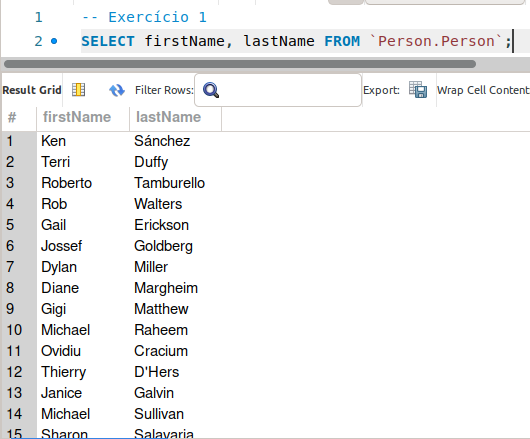 1 -- Exercício 1
2 SELECT firstName, lastName FROM `Person.Person`;
Result Grid Filter Rows: Export: Wrap Cell Content
# firstName lastName
1 Ken Sánchez
2 Terri Duffy
3 Roberto Tamburello
4 Rob Walters
5 Gail Erickson
6 Jossef Goldberg
7 Dylan Miller
8 Diane Margheim
9 Gigi Matthew
10 Michael Raheem
11 Ovidiu Cracium
12 Thierry D'Hers
13 Janice Galvin
14 Michael Sullivan
15 Sharon Salavaria